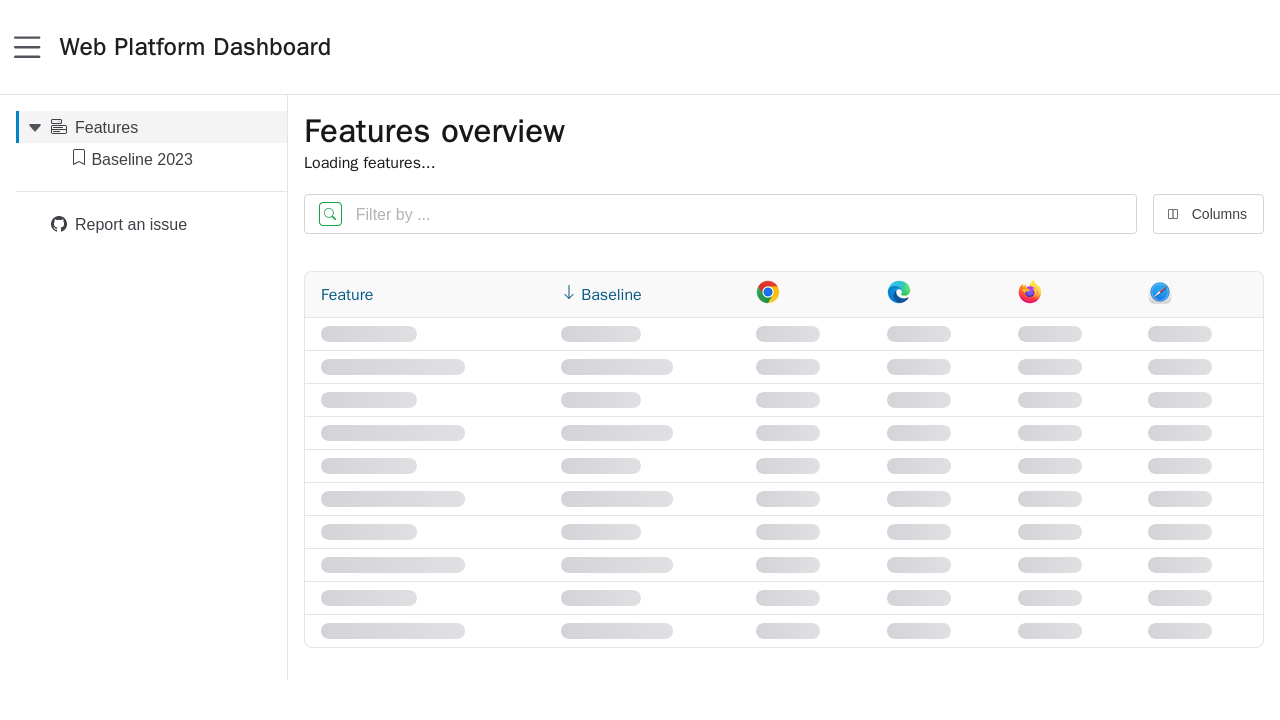 Web Platform Dashboard
Features
Baseline 2023
Report an issue
Features overview
Loading features...
Filter by ...
Columns
Feature
Baseline